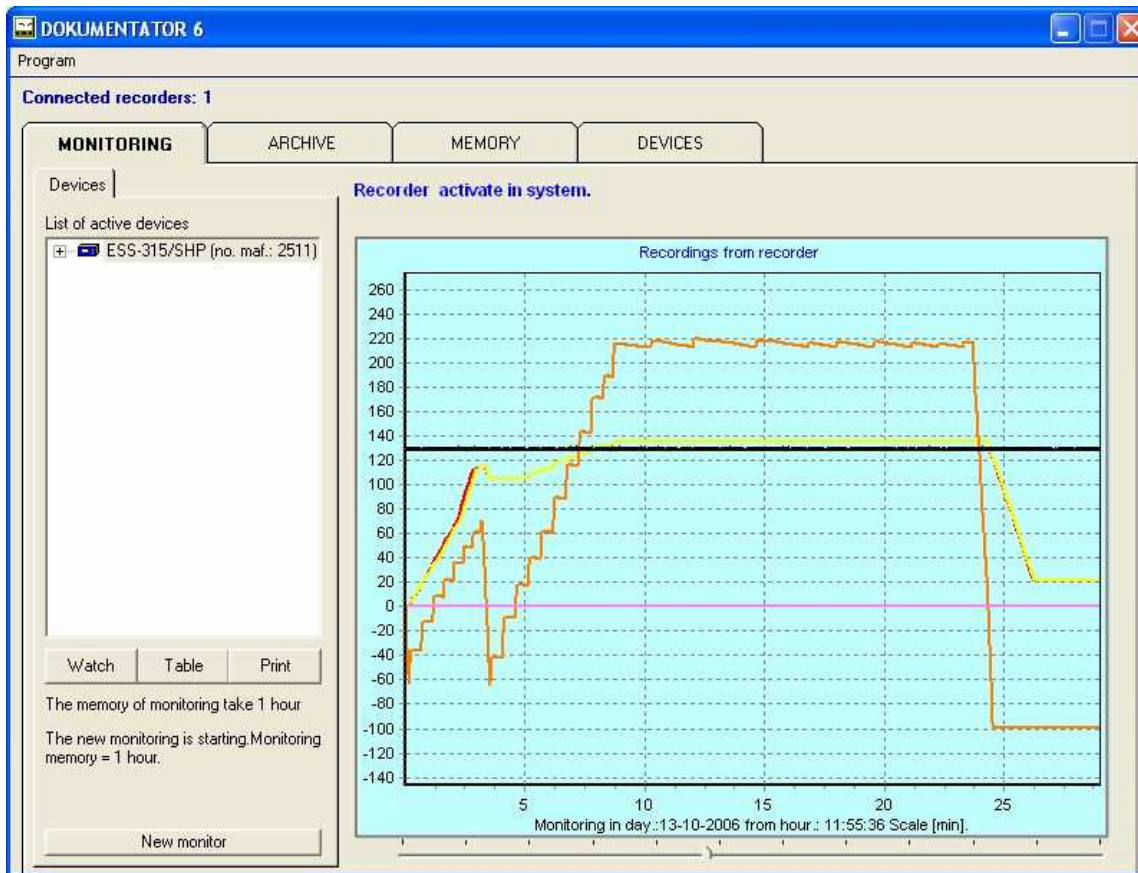 DOKUMENTATOR 6
Program
Connected recorders: 1
MONITORING
ARCHIVE
MEMORY
DEVICES
Devices
Recorder activate in system.
List of active devices
ESS-315/SHP (no. maf.: 2511)
Recordings from recorder
260
240
220
200
180
160
140
120
100
80
60
40
20
0
-20
-40
-60
-80
-100
-120
-140
5
10
15
20
25
Monitoring in day.:13-10-2006 from hour.: 11:55:36 Scale [min].
Watch
Table
Print
The memory of monitoring take 1 hour
The new monitoring is starting.Monitoring
memory = 1 hour.
New monitor